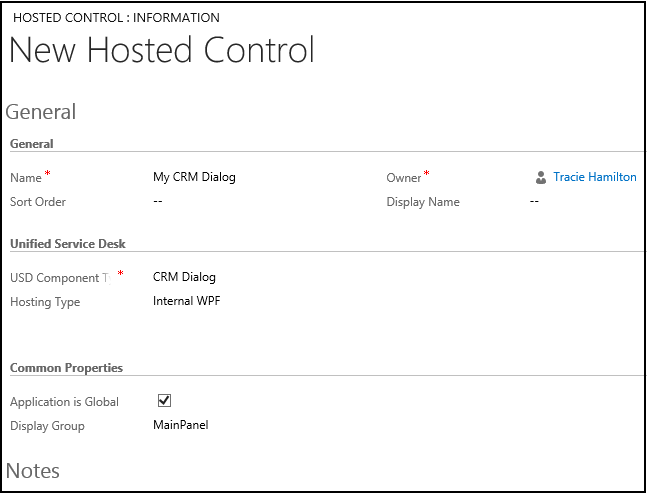 HOSTED CONTROL : INFORMATION
New Hosted Control
General
General
Name * My CRM Dialog Owner * Tracie Hamilton
Sort Order -- Display Name --
Unified Service Desk
USD Component * CRM Dialog
Hosting Type Internal WPF
Common Properties
Application is Global
Display Group MainPanel
Notes